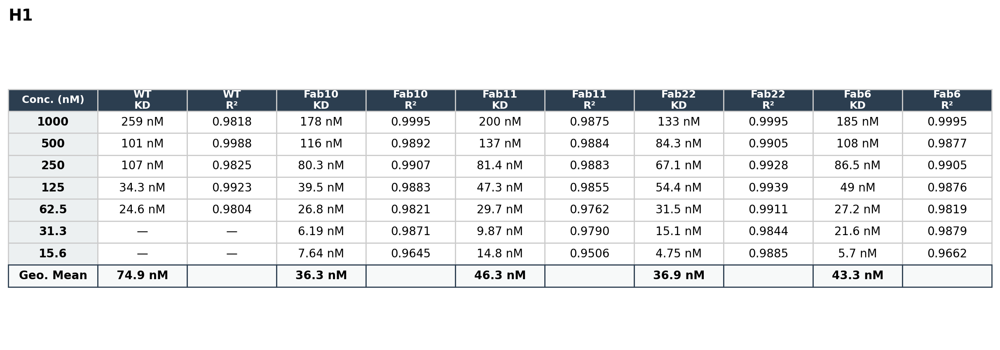 H1
Conc. (nM) WT KD WT R² Fab10 KD Fab10 R² Fab11 KD Fab11 R² Fab22 KD Fab22 R² Fab6 KD Fab6 R²
1000 259 nM 0.9818 178 nM 0.9995 200 nM 0.9875 133 nM 0.9995 185 nM 0.9995
500 101 nM 0.9988 116 nM 0.9892 137 nM 0.9884 84.3 nM 0.9905 108 nM 0.9877
250 107 nM 0.9825 80.3 nM 0.9907 81.4 nM 0.9883 67.1 nM 0.9928 86.5 nM 0.9905
125 34.3 nM 0.9923 39.5 nM 0.9883 47.3 nM 0.9855 54.4 nM 0.9939 49 nM 0.9876
62.5 24.6 nM 0.9804 26.8 nM 0.9821 29.7 nM 0.9762 31.5 nM 0.9911 27.2 nM 0.9819
31.3 — — 6.19 nM 0.9871 9.87 nM 0.9790 15.1 nM 0.9844 21.6 nM 0.9879
15.6 — — 7.64 nM 0.9645 14.8 nM 0.9506 4.75 nM 0.9885 5.7 nM 0.9662
Geo. Mean 74.9 nM 36.3 nM 46.3 nM 36.9 nM 43.3 nM